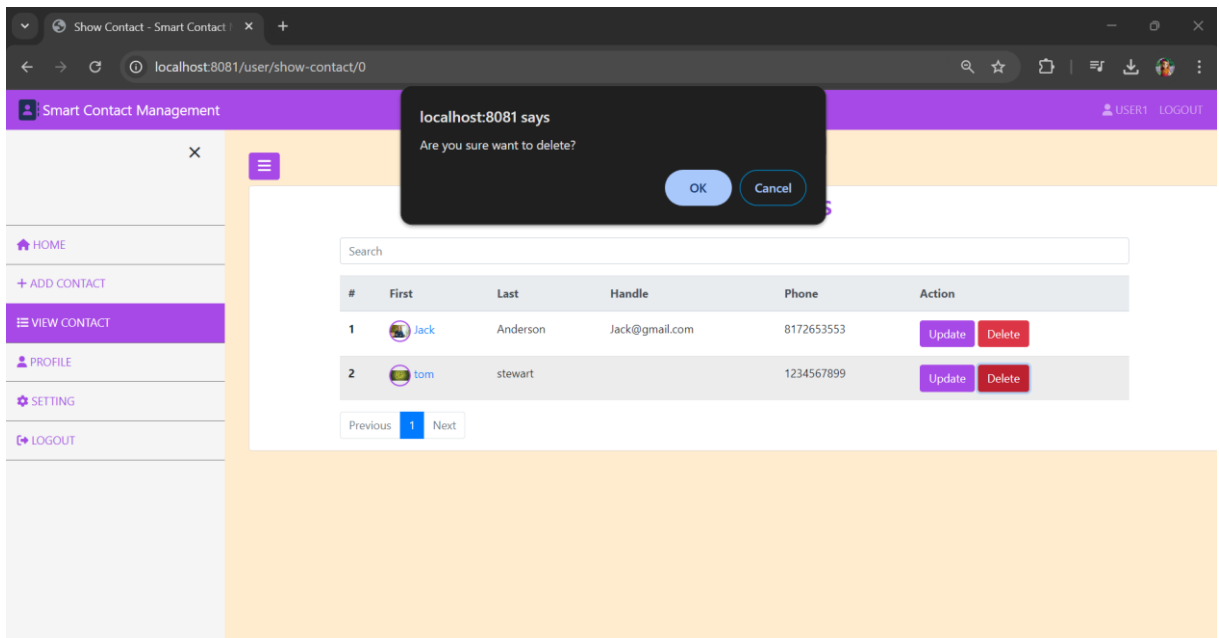 Show Contact - Smart Contact
localhost:8081/user/show-contact/0
Smart Contact Management
USER1 LOGOUT
localhost:8081 says
Are you sure want to delete?
OK Cancel
HOME
ADD CONTACT
VIEW CONTACT
PROFILE
SETTING
LOGOUT
Search
# First Last Handle Phone Action
1 Jack Anderson Jack@gmail.com 8172653553 Update Delete
2 tom stewart 1234567899 Update Delete
Previous 1 Next